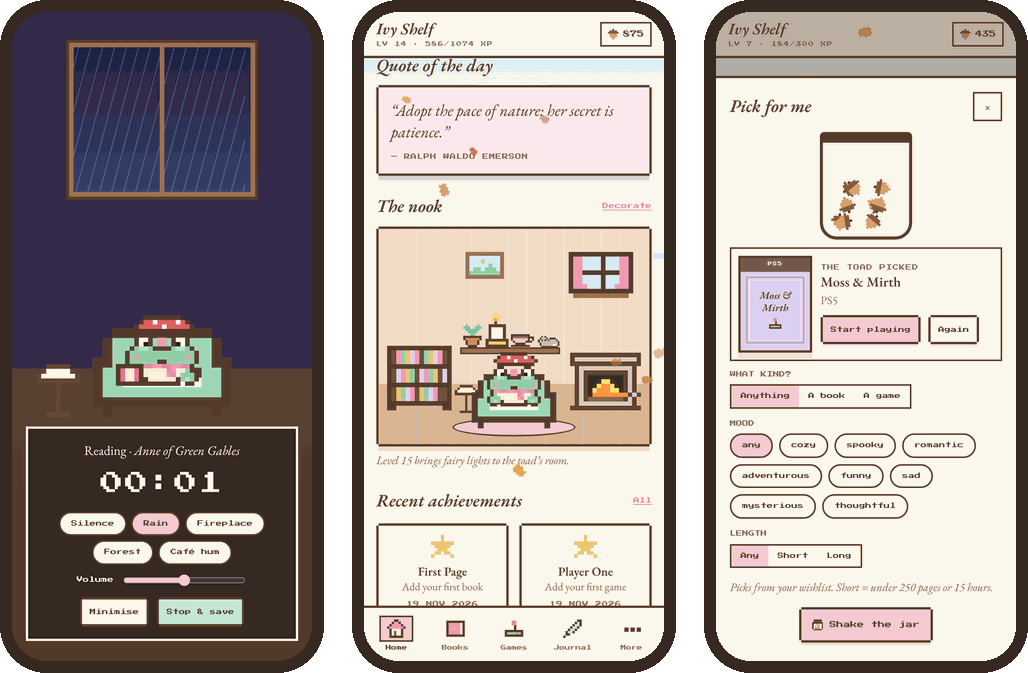 Reading · Anne of Green Gables
00:01
Silence
Rain
Fireplace
Forest
Café hum
Volume
Minimise
Stop & save
Ivy Shelf
LV 14 · 586/1074 XP
875
Quote of the day
“Adopt the pace of nature; her secret is
patience.”
— RALPH WALDO EMERSON
The nook
Decorate
Level 15 brings fairy lights to the toad's room.
Recent achievements
All
First Page
Add your first book
19 NOV 2026
Player One
Add your first game
19 NOV 2026
Home
Books
Games
Journal
More
Ivy Shelf
LV 7 · 184/300 XP
435
Pick for me
×
PS5
Moss &
Mirth
THE TOAD PICKED
Moss & Mirth
PS5
Start playing
Again
WHAT KIND?
Anything
A book
A game
MOOD
any
cozy
spooky
romantic
adventurous
funny
sad
mysterious
thoughtful
LENGTH
Any
Short
Long
Picks from your wishlist. Short = under 250 pages or 15 hours.
Shake the jar